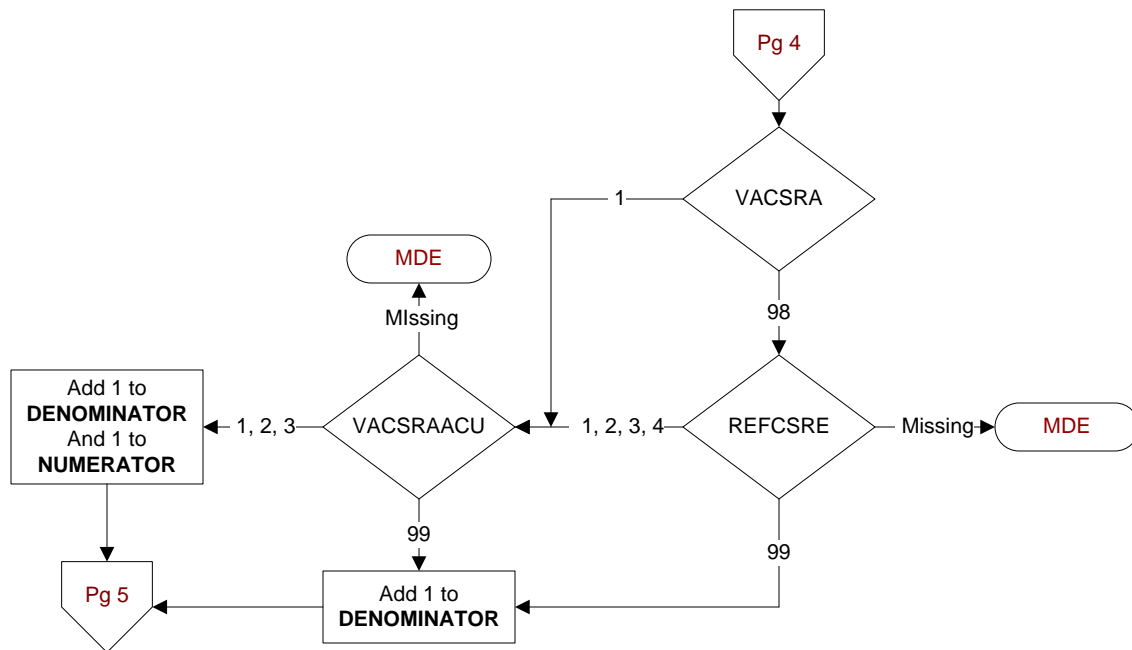 Pg 4
VACSRA
1
MDE
98
MIssing
Add 1 to
DENOMINATOR
And 1 to
NUMERATOR
1, 2, 3
VACSRAACU
1, 2, 3, 4
REFCSRE
Missing
MDE
99
99
Pg 5
Add 1 to
DENOMINATOR